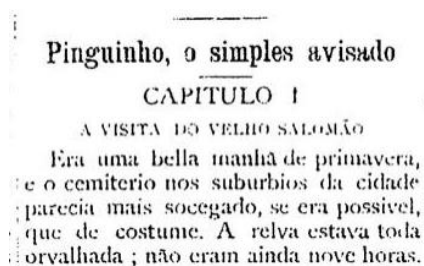 Pinguinho, o simples avisado
CAPITULO I
A VISITA DO VELHO SALOMÃO
Era uma bella manhã de primavera,
e o cemiterio nos suburbios da cidade
parecia mais socegado, se era possivel,
que de costume. A relva estava toda
orvalhada ; não eram ainda nove horas.